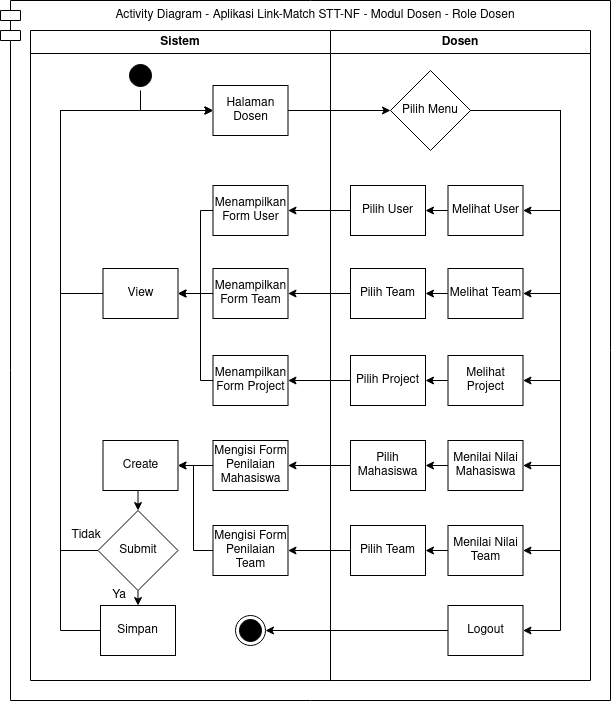 Activity Diagram - Aplikasi Link-Match STT-NF - Modul Dosen - Role Dosen
Sistem
Dosen
Halaman
Dosen
Pilih Menu
Menampilkan
Form User
Pilih User
Melihat User
View
Menampilkan
Form Team
Pilih Team
Melihat Team
Menampilkan
Form Project
Pilih Project
Melihat
Project
Create
Mengisi Form
Penilaian
Mahasiswa
Pilih
Mahasiswa
Menilai Nilai
Mahasiswa
Tidak
Submit
Mengisi Form
Penilaian
Team
Pilih Team
Menilai Nilai
Team
Ya
Simpan
Logout